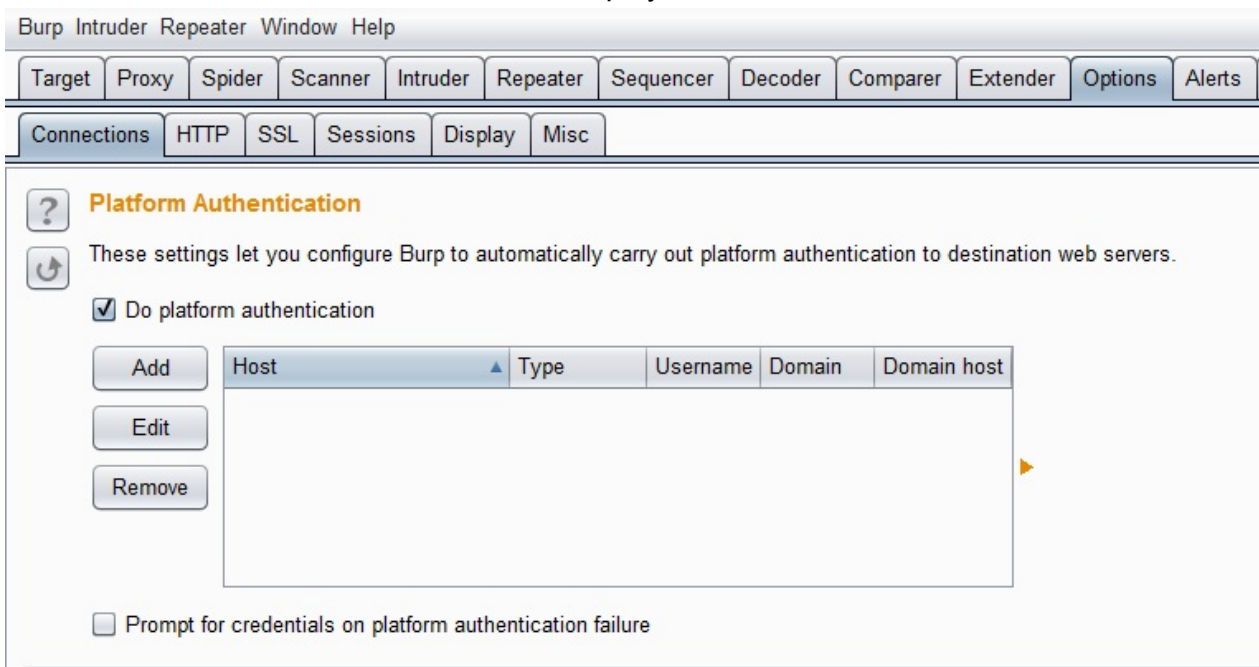 Burp Intruder Repeater Window Help
Target Proxy Spider Scanner Intruder Repeater Sequencer Decoder Comparer Extender Options Alerts
Connections HTTP SSL Sessions Display Misc
? Platform Authentication
These settings let you configure Burp to automatically carry out platform authentication to destination web servers.
Do platform authentication
Add Host Type Username Domain Domain host
Edit
Remove
Prompt for credentials on platform authentication failure